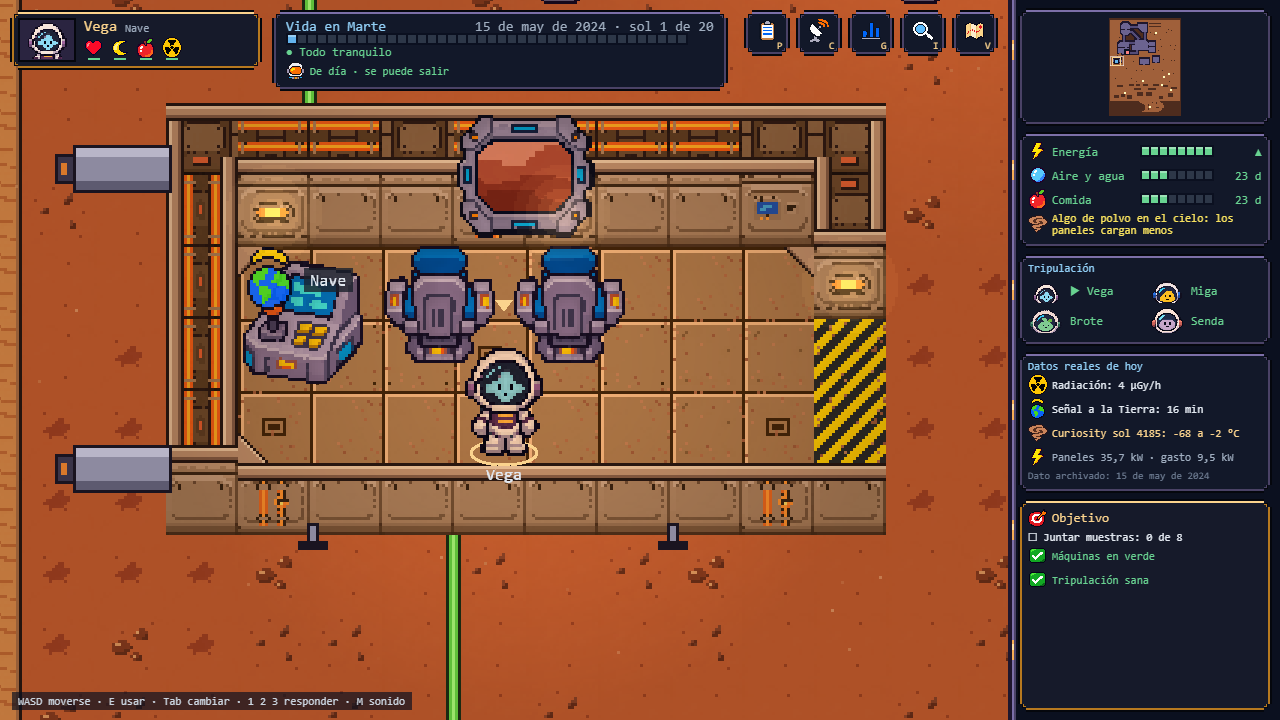 Vega Nave
Vida en Marte 15 de may de 2024 · sol 1 de 20
Todo tranquilo
De día · se puede salir
P
C
G
I
V
Energía ▲
Aire y agua 23 d
Comida 23 d
Algo de polvo en el cielo: los
paneles cargan menos
Tripulación
▶ Vega Miga
Brote Senda
Datos reales de hoy
Radiación: 4 µGy/h
Señal a la Tierra: 16 min
Curiosity sol 4185: -68 a -2 °C
Paneles 35,7 kW · gasto 9,5 kW
Dato archivado: 15 de may de 2024
Objetivo
Juntar muestras: 0 de 8
Máquinas en verde
Tripulación sana
Nave
Vega
WASD moverse · E usar · Tab cambiar · 1 2 3 responder · M sonido